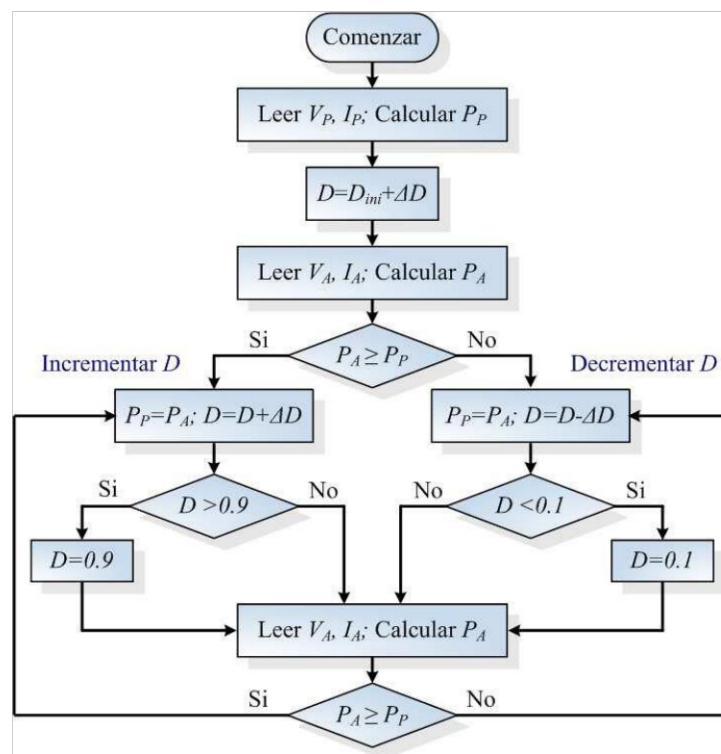 Comenzar
Leer V_P, I_P; Calcular P_P
D=D_ini+ΔD
Leer V_A, I_A; Calcular P_A
Si
P_A ≥ P_P
No
Incrementar D
Decrementar D
P_P=P_A; D=D+ΔD
P_P=P_A; D=D-ΔD
Si
D >0.9
No
No
D <0.1
Si
D=0.9
D=0.1
Leer V_A, I_A; Calcular P_A
Si
P_A ≥ P_P
No